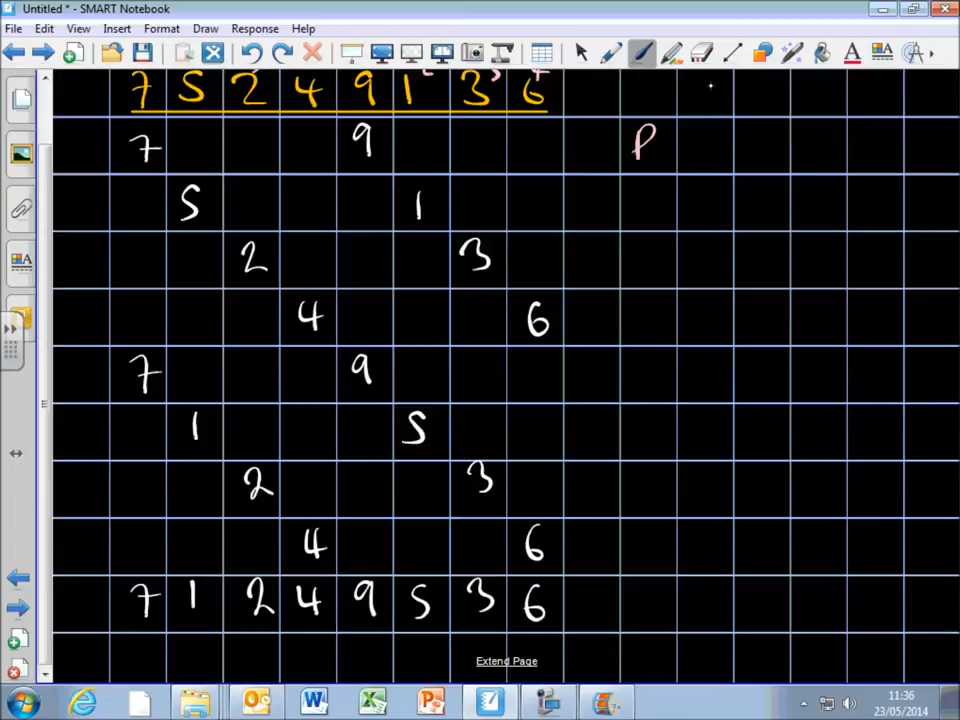 Untitled * - SMART Notebook
File Edit View Insert Format Draw Response Help
7 5 2 4 9 1 3 6
7 9 P
5 1
2 3
4 6
7 9
1 5
2 3
4 6
7 1 2 4 9 5 3 6
Extend Page
11:36
23/05/2014